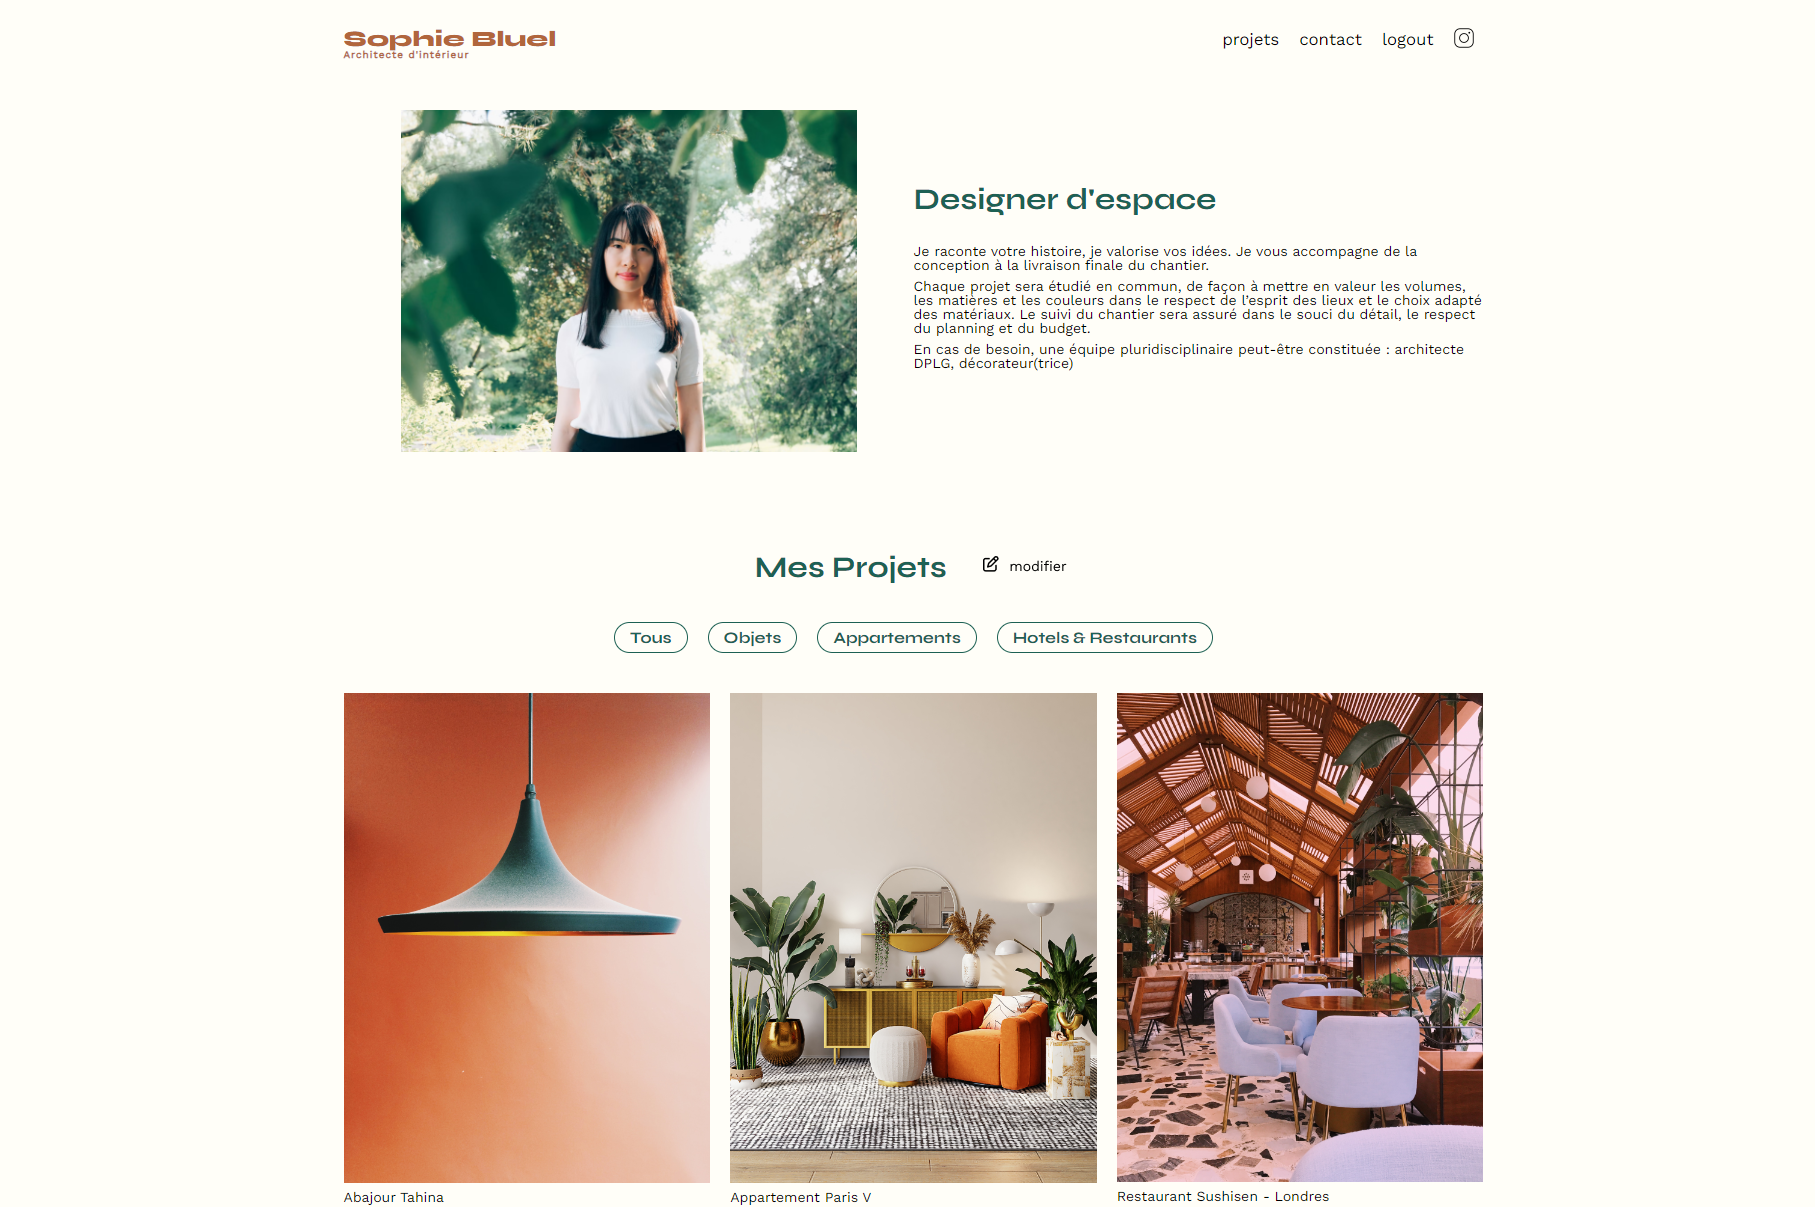 Sophie Bluel
Architecte d'intérieur
projets contact logout
Designer d'espace
Je raconte votre histoire, je valorise vos idées. Je vous accompagne de la
conception à la livraison finale du chantier.
Chaque projet sera étudié en commun, de façon à mettre en valeur les volumes,
les matières et les couleurs dans le respect de l'esprit des lieux et le choix adapté
des matériaux. Le suivi du chantier sera assuré dans le souci du détail, le respect
du planning et du budget.
En cas de besoin, une équipe pluridisciplinaire peut-être constituée : architecte
DPLG, décorateur(trice)
Mes Projets
modifier
Tous
Objets
Appartements
Hotels & Restaurants
Abajour Tahina
Appartement Paris V
Restaurant Sushisen - Londres